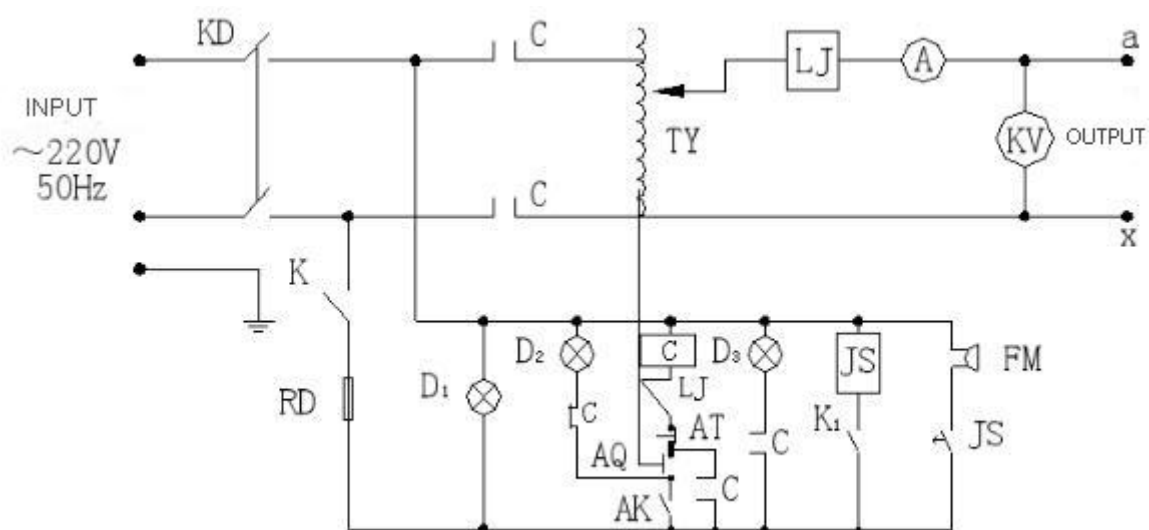 KD
C
LJ
A
a
INPUT
~220V
50Hz
TY
KV
OUTPUT
C
x
K
D₂
C
D₃
JS
FM
RD
D₁
C
LJ
AT
K₁
JS
AQ
C
C
AK